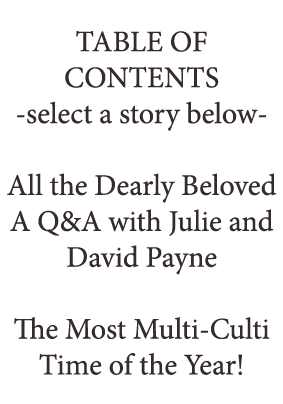 TABLE OF
CONTENTS
-select a story below-
All the Dearly Beloved
A Q&A with Julie and
David Payne
The Most Multi-Culti
Time of the Year!